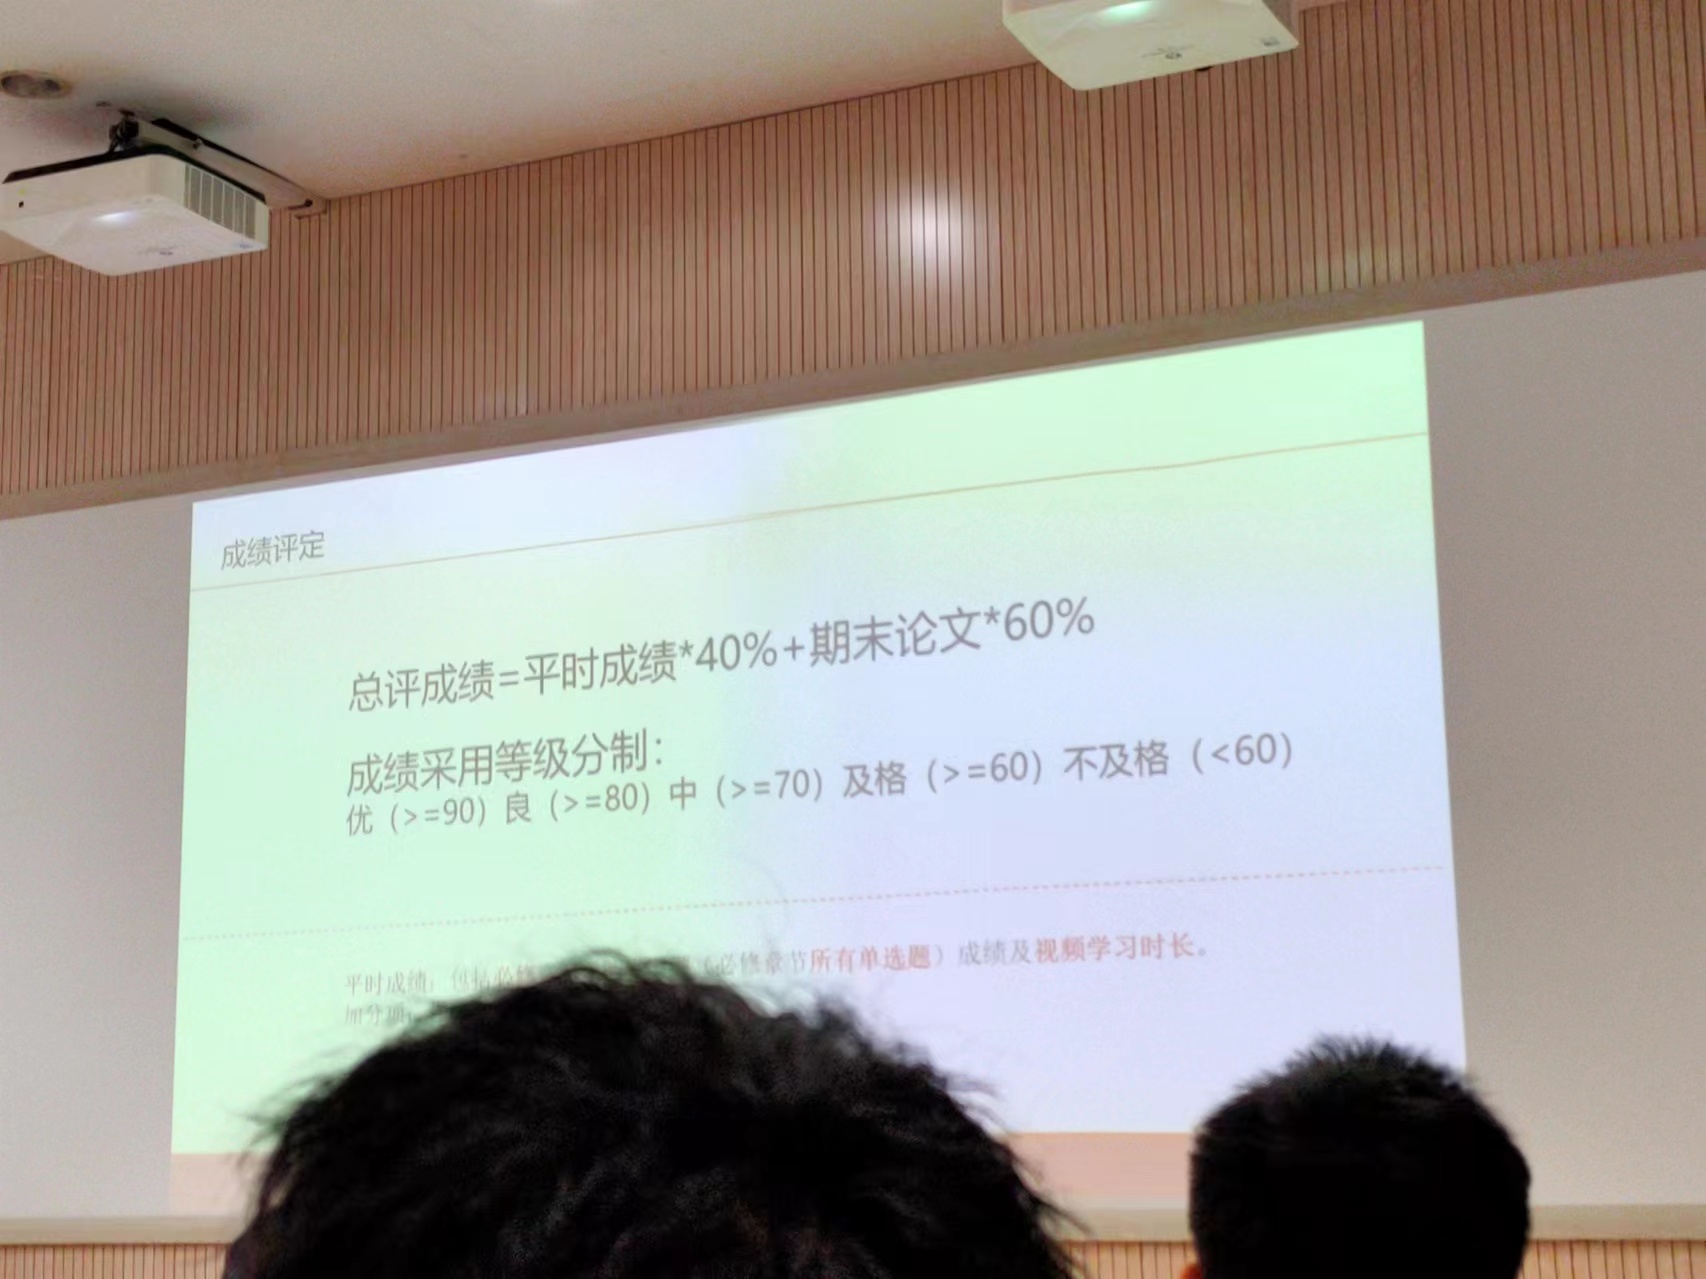 成绩评定
总评成绩=平时成绩*40%+期末论文*60%
成绩采用等级分制：
优（>=90）良（>=80）中（>=70）及格（>=60）不及格（<60）
平时成绩：包括必修（必修章节所有单选题）成绩及视频学习时长。
加分项：